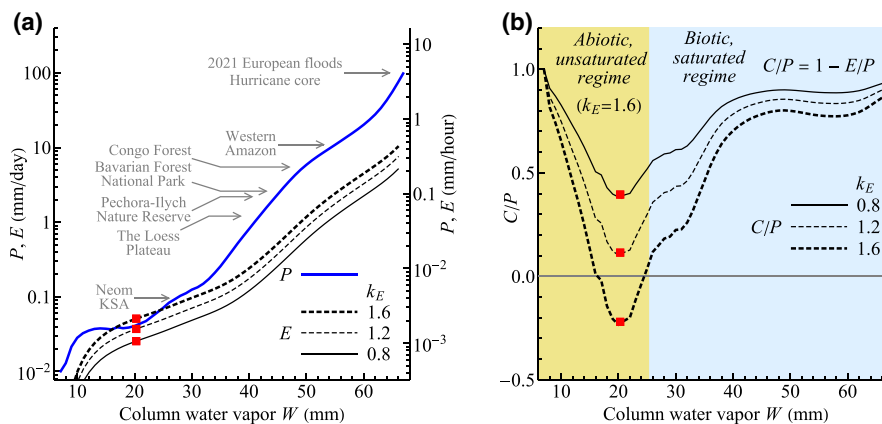 (a)
P, E (mm/day)
100
10
1
0.1
10⁻²
10
1
0.1
10⁻²
10⁻³
P, E (mm/hour)
2021 European floods
Hurricane core
Western
Amazon
Congo Forest
Bavarian Forest
National Park
Pechora-Ilych
Nature Reserve
The Loess
Plateau
Neom
KSA
P
k_E
1.6
E
1.2
0.8
10 20 30 40 50 60
Column water vapor W (mm)
(b)
C/P
1.0
0.5
0.0
−0.5
Abiotic,
unsaturated
regime
(k_E=1.6)
Biotic,
saturated
regime
C/P = 1 − E/P
k_E
0.8
C/P
1.2
1.6
10 20 30 40 50 60
Column water vapor W (mm)